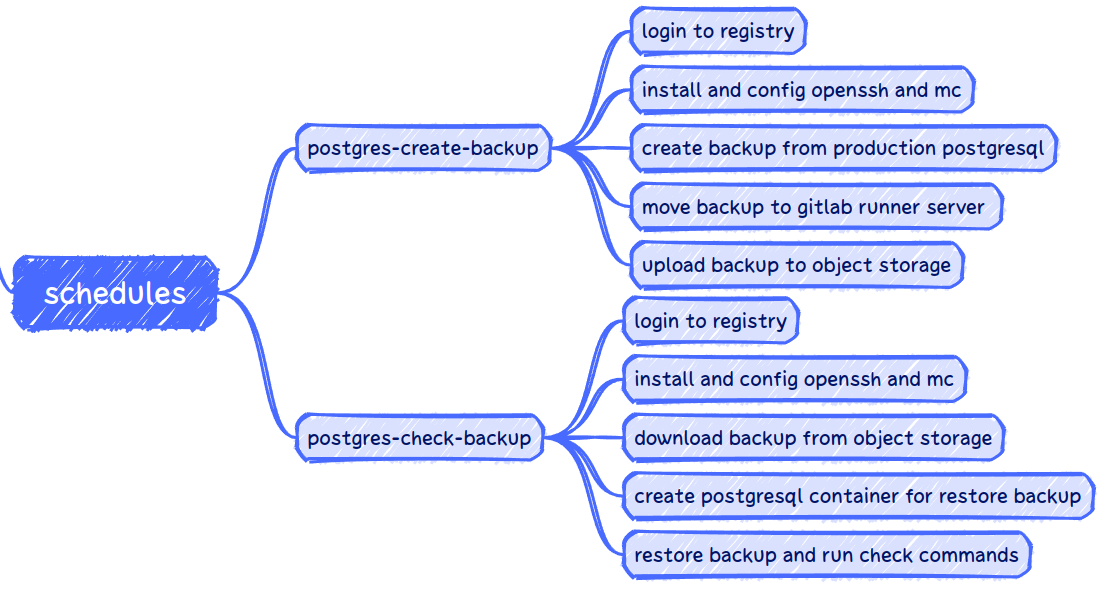 schedules
postgres-create-backup
login to registry
install and config openssh and mc
create backup from production postgresql
move backup to gitlab runner server
upload backup to object storage
postgres-check-backup
login to registry
install and config openssh and mc
download backup from object storage
create postgresql container for restore backup
restore backup and run check commands